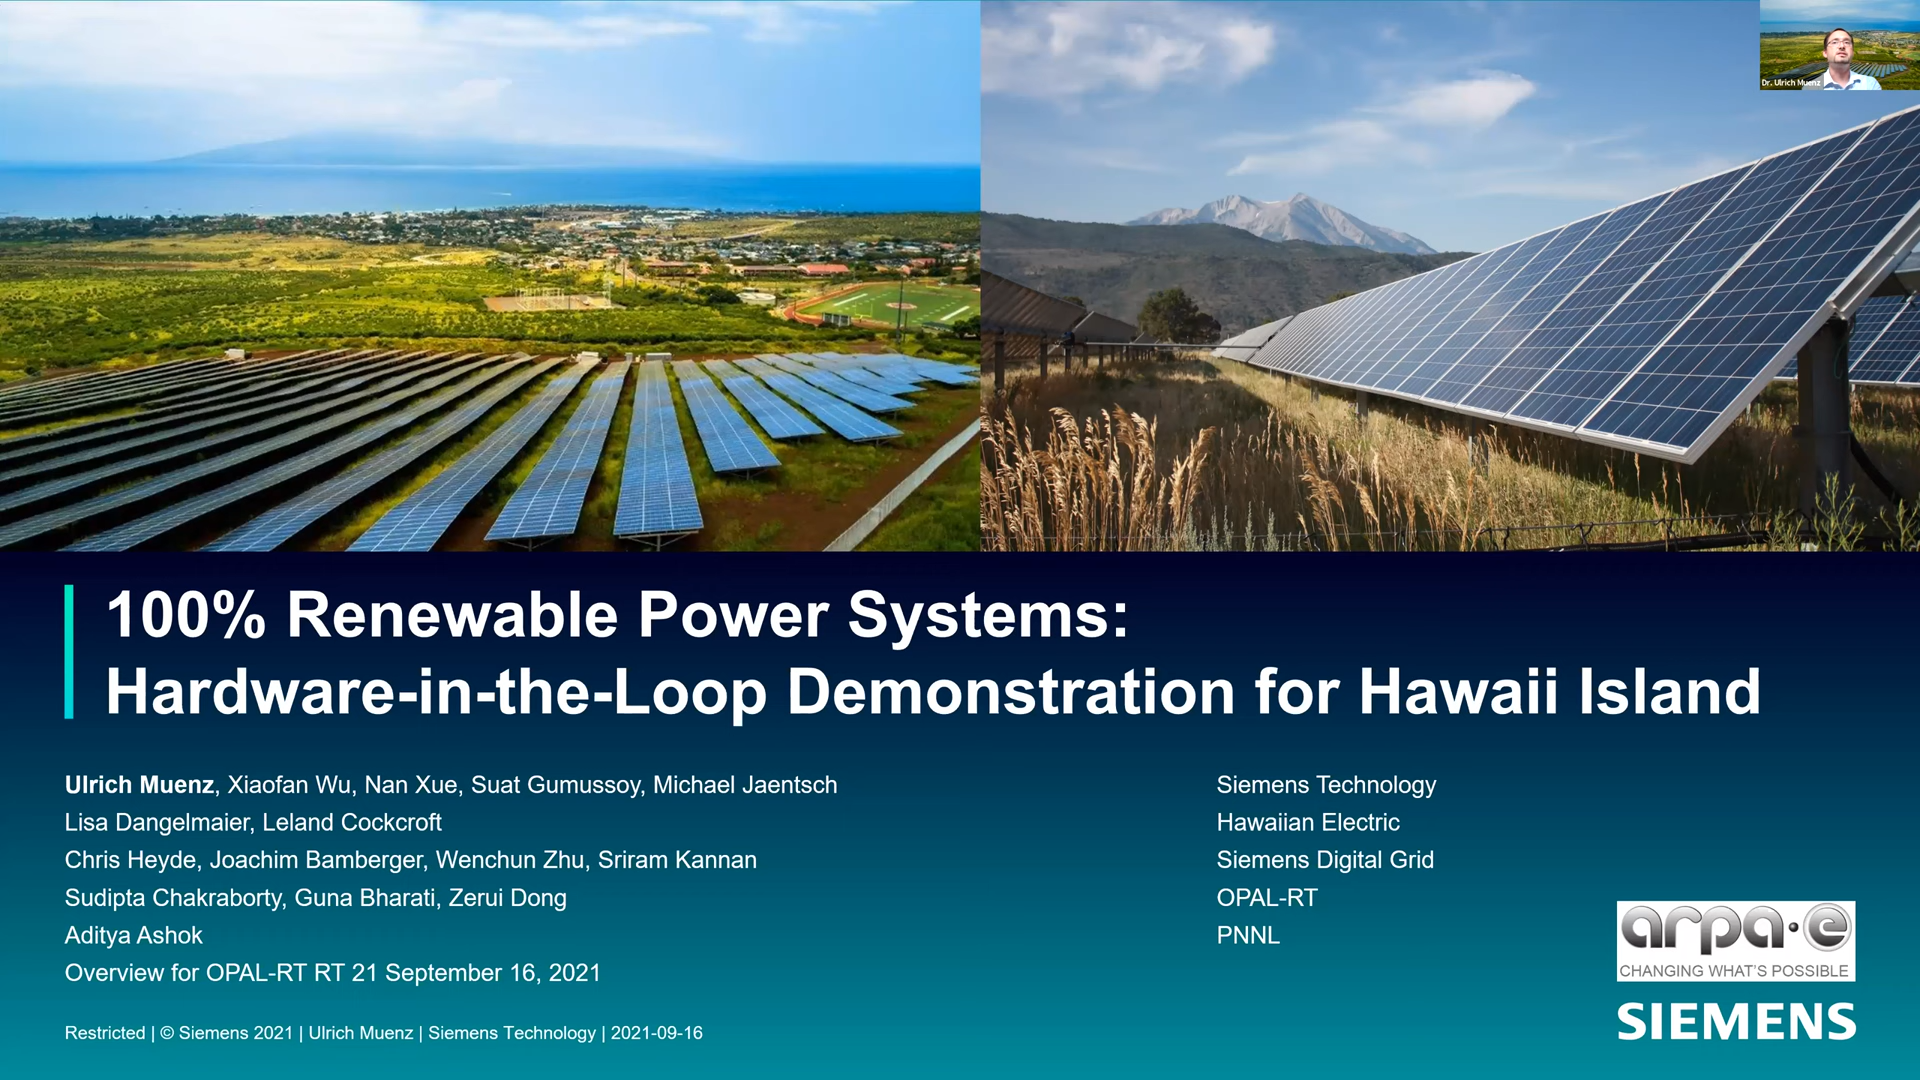 Dr. Ulrich Muenz
100% Renewable Power Systems:
Hardware-in-the-Loop Demonstration for Hawaii Island
Ulrich Muenz, Xiaofan Wu, Nan Xue, Suat Gumussoy, Michael Jaentsch
Siemens Technology
Lisa Dangelmaier, Leland Cockcroft
Hawaiian Electric
Chris Heyde, Joachim Bamberger, Wenchun Zhu, Sriram Kannan
Siemens Digital Grid
Sudipta Chakraborty, Guna Bharati, Zerui Dong
OPAL-RT
Aditya Ashok
PNNL
Overview for OPAL-RT RT 21 September 16, 2021
arpa·e
CHANGING WHAT'S POSSIBLE
SIEMENS
Restricted | © Siemens 2021 | Ulrich Muenz | Siemens Technology | 2021-09-16